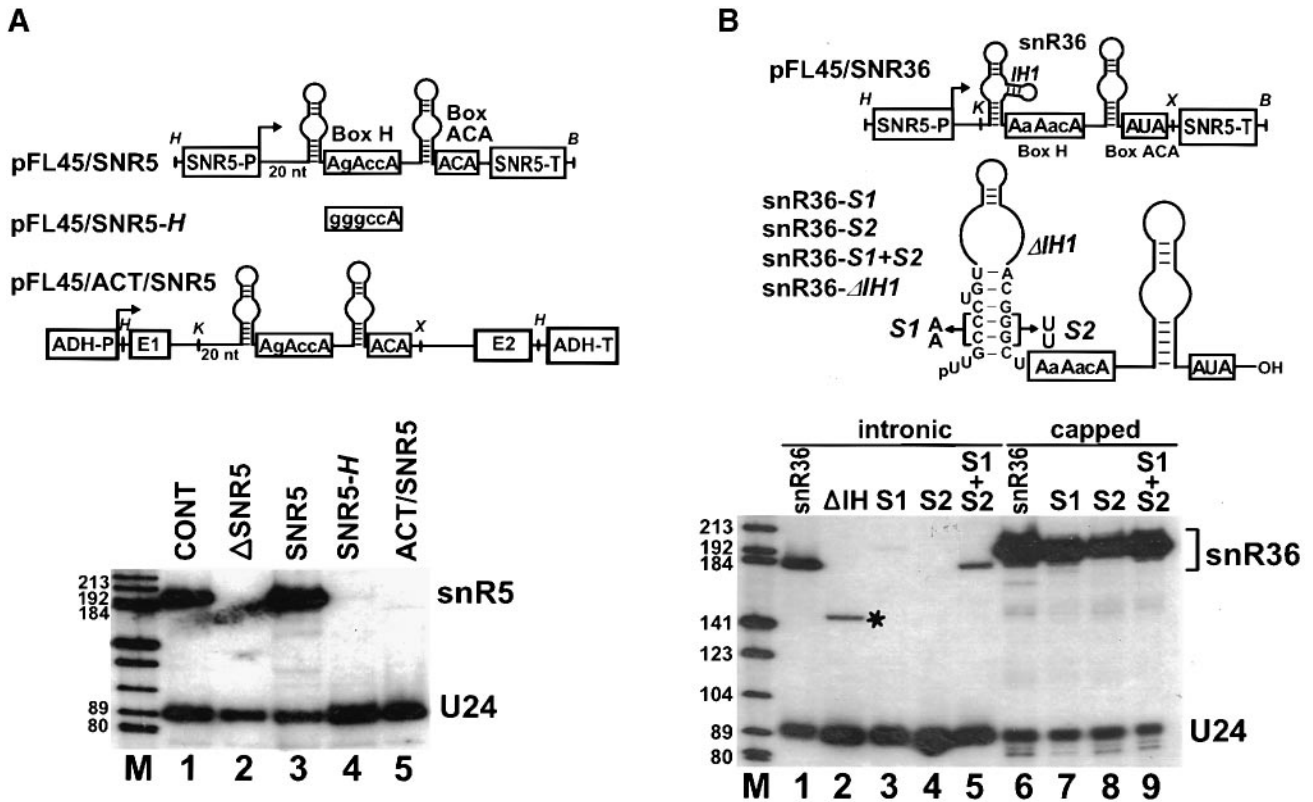 A
pFL45/SNR5
H
SNR5-P
20 nt
Box H
AgAccA
Box
ACA
ACA
SNR5-T
B
pFL45/SNR5-H
gggccA
pFL45/ACT/SNR5
ADH-P
H
E1
K
20 nt
AgAccA
ACA
X
E2
H
ADH-T
CONT
ΔSNR5
SNR5
SNR5-H
ACT/SNR5
213
192
184
89
80
snR5
U24
M 1 2 3 4 5
B
pFL45/SNR36
snR36
IH1
H
SNR5-P
K
AaAacA
Box H
AUA
Box ACA
X
SNR5-T
B
snR36-S1
snR36-S2
snR36-S1+S2
snR36-ΔIH1
ΔIH1
U – A
G – C
U
C – G
C – G
C – G
C – G
G – C
pUU
U
S1
A
A
U
U
S2
AaAacA
AUA
OH
intronic
capped
snR36
ΔIH
S1
S2
S1
+
S2
snR36
S1
S2
S1
+
S2
213
192
184
141
123
104
89
80
*
snR36
U24
M 1 2 3 4 5 6 7 8 9